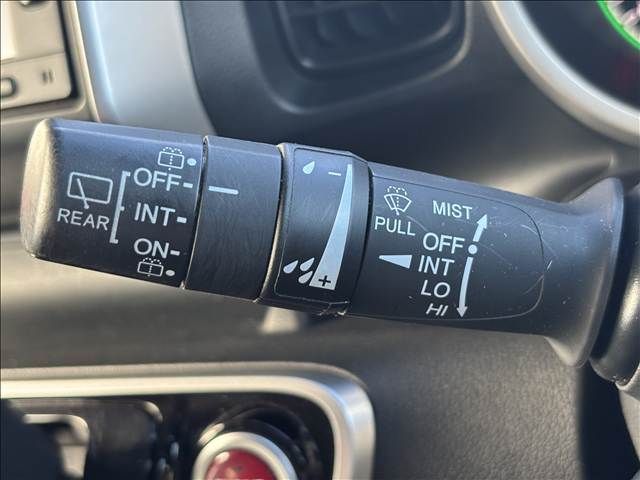 REAR
OFF
INT
ON
−
+
PULL
MIST
OFF
INT
LO
HI